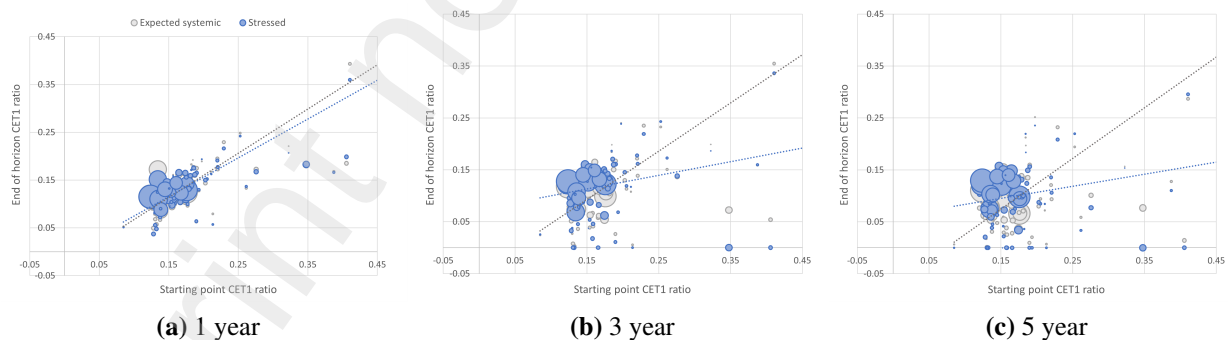 Expected systemic Stressed
0.45 0.45 0.45
0.35 0.35 0.35
0.25 0.25 0.25
0.15 0.15 0.15
0.05 0.05 0.05
-0.05 0.05 0.15 0.25 0.35 0.45 -0.05 0.05 0.15 0.25 0.35 0.45 -0.05 0.05 0.15 0.25 0.35 0.45
-0.05 -0.05 -0.05
End of horizon CET1 ratio End of horizon CET1 ratio End of horizon CET1 ratio
Starting point CET1 ratio Starting point CET1 ratio Starting point CET1 ratio
(a) 1 year (b) 3 year (c) 5 year